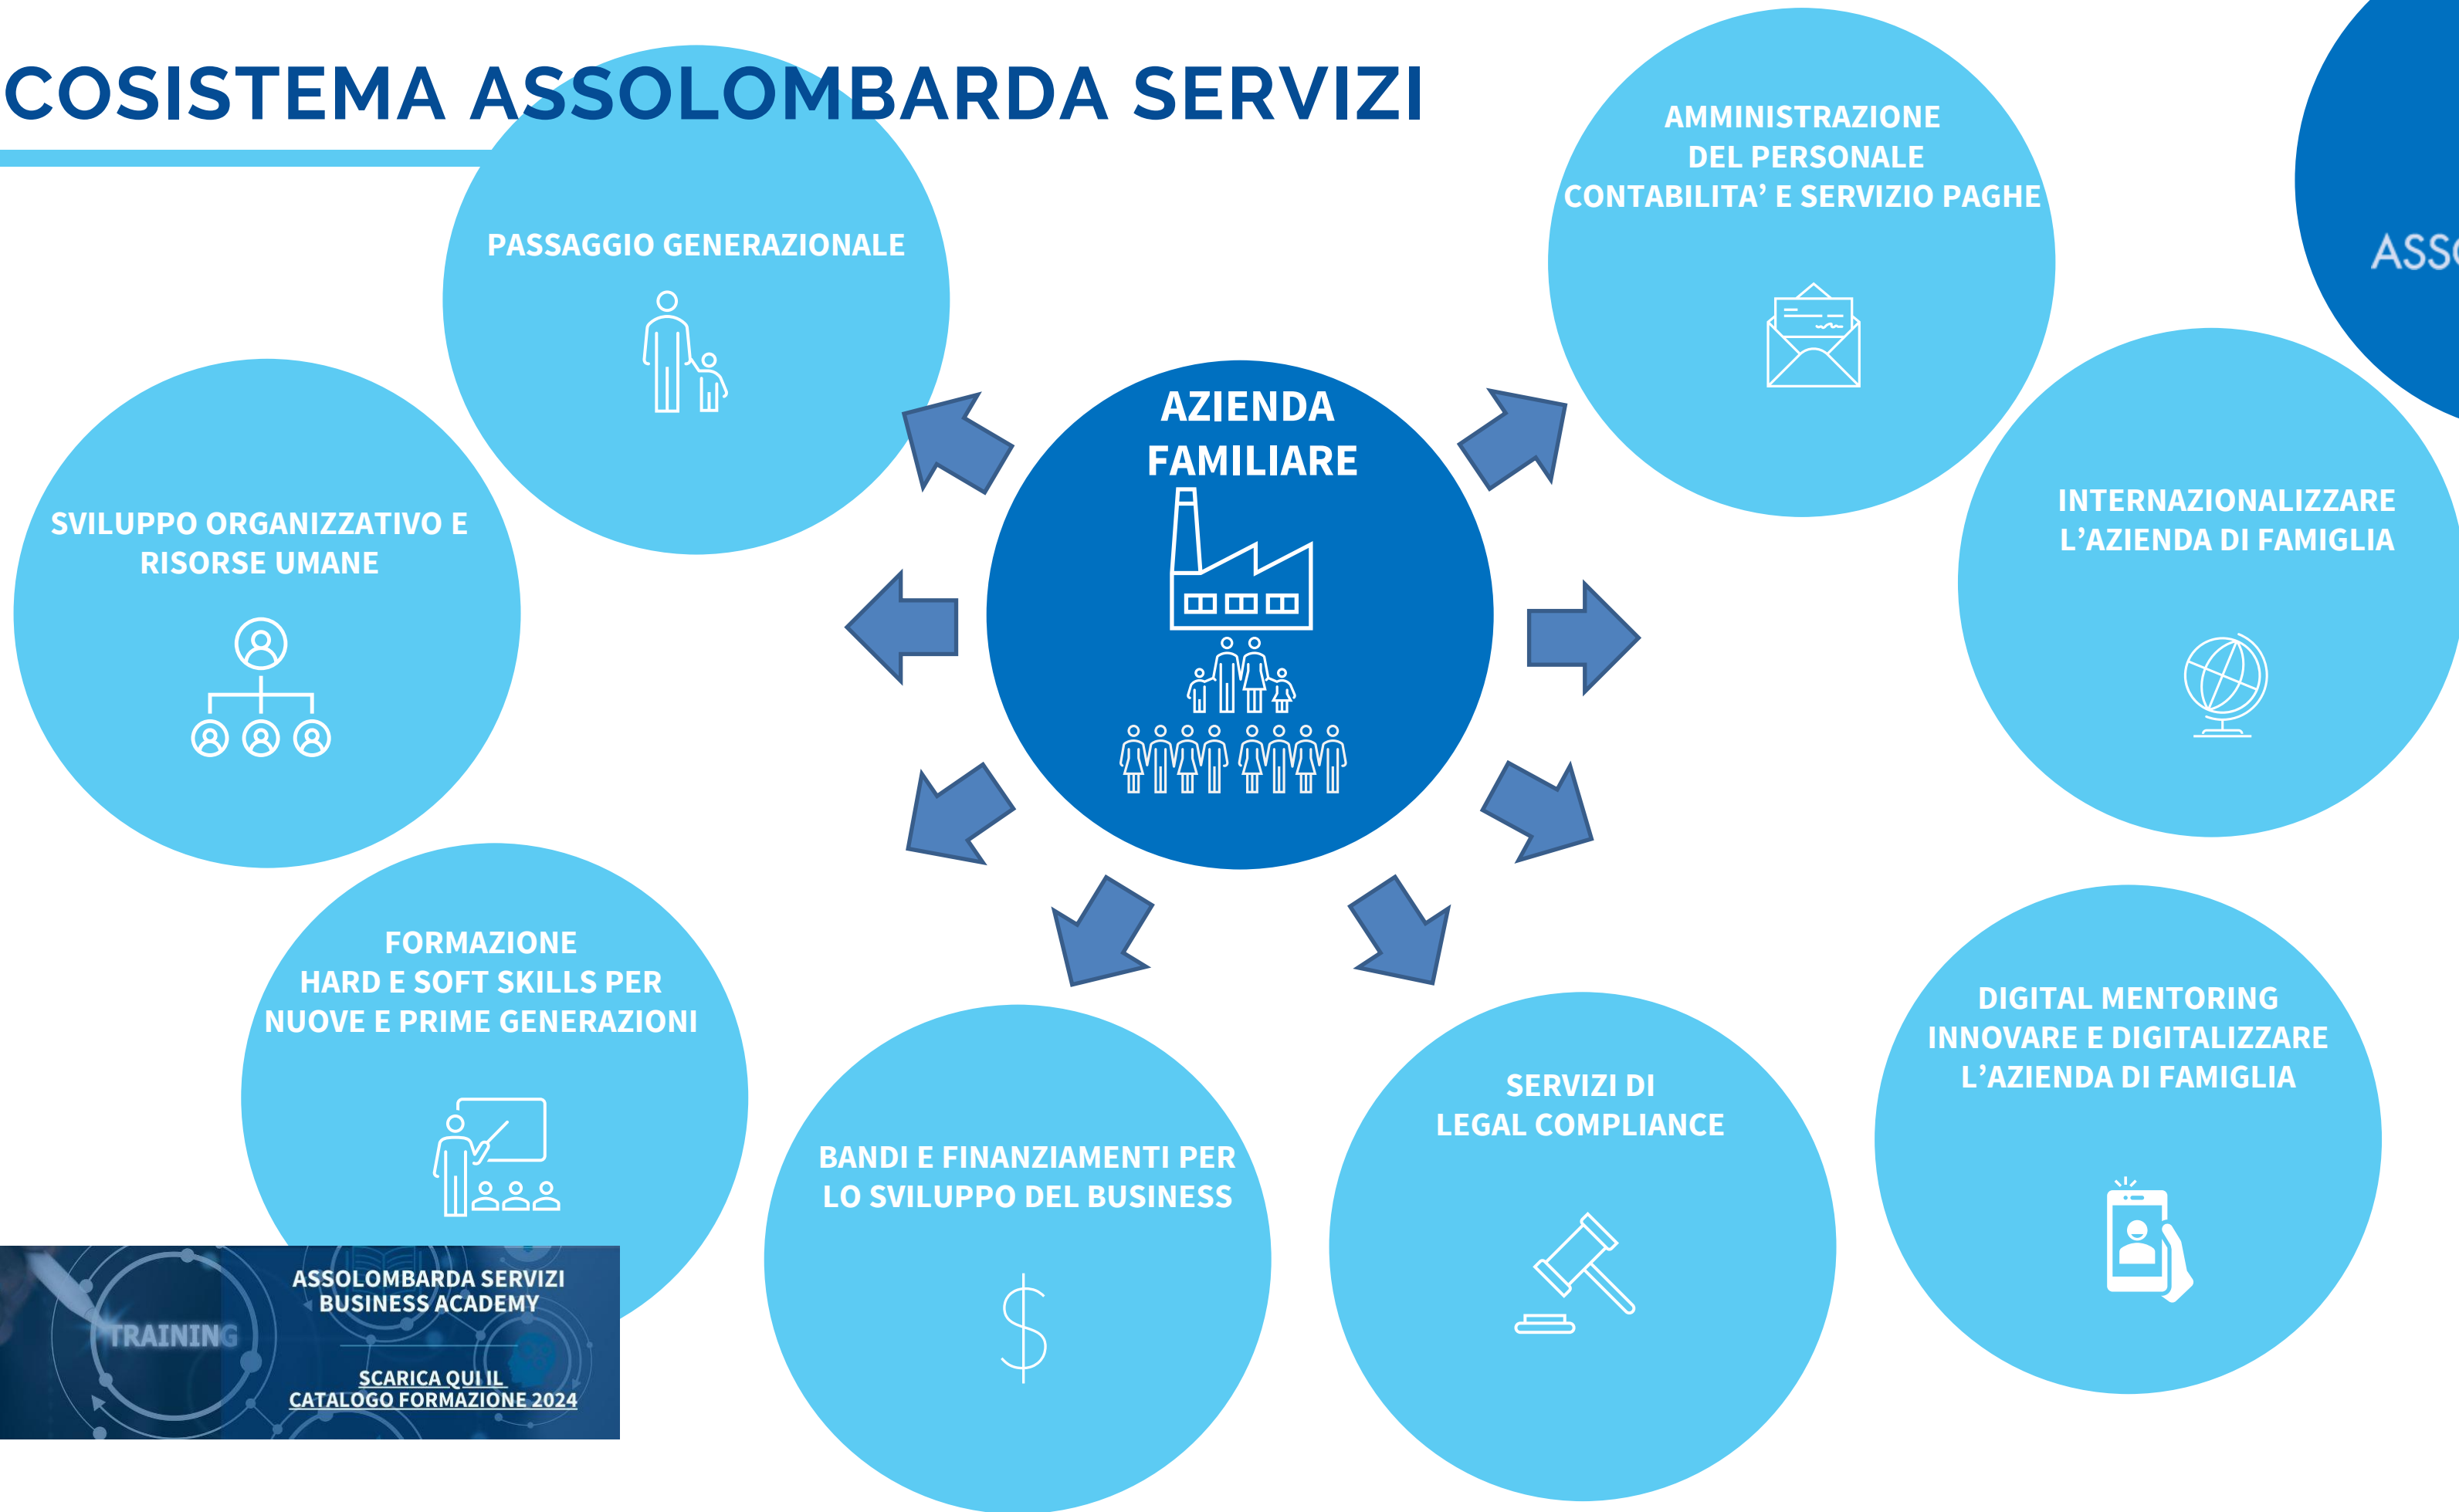 COSISTEMA ASSOLOMBARDA SERVIZI
PASSAGGIO GENERAZIONALE
AMMINISTRAZIONE
DEL PERSONALE
CONTABILITA’ E SERVIZIO PAGHE
ASSO
AZIENDA
FAMILIARE
SVILUPPO ORGANIZZATIVO E
RISORSE UMANE
INTERNAZIONALIZZARE
L’AZIENDA DI FAMIGLIA
FORMAZIONE
HARD E SOFT SKILLS PER
NUOVE E PRIME GENERAZIONI
BANDI E FINANZIAMENTI PER
LO SVILUPPO DEL BUSINESS
SERVIZI DI
LEGAL COMPLIANCE
DIGITAL MENTORING
INNOVARE E DIGITALIZZARE
L’AZIENDA DI FAMIGLIA
TRAINING
ASSOLOMBARDA SERVIZI
BUSINESS ACADEMY
SCARICA QUI IL
CATALOGO FORMAZIONE 2024